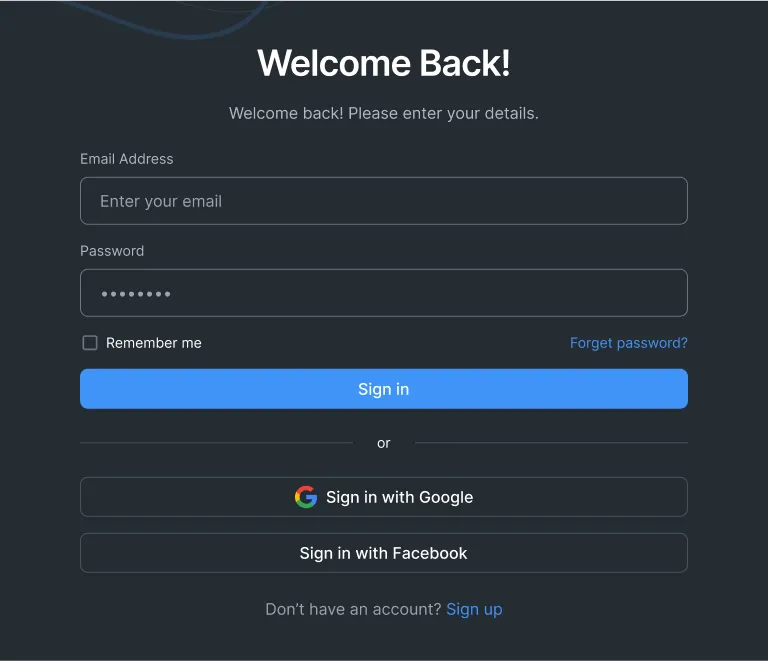 Welcome Back!
Welcome back! Please enter your details.
Email Address
Enter your email
Password
••••••••
Remember me
Forget password?
Sign in
or
Sign in with Google
Sign in with Facebook
Don’t have an account? Sign up